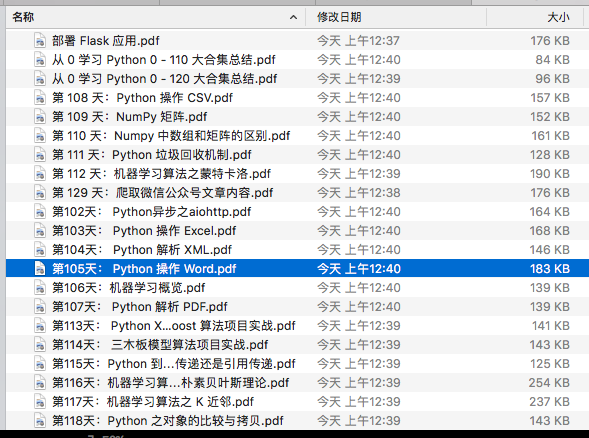 名称 修改日期 大小
部署 Flask 应用.pdf 今天 上午12:37 176 KB
从 0 学习 Python 0 - 110 大合集总结.pdf 今天 上午12:40 84 KB
从 0 学习 Python 0 - 120 大合集总结.pdf 今天 上午12:39 96 KB
第 108 天：Python 操作 CSV.pdf 今天 上午12:40 157 KB
第 109 天：NumPy 矩阵.pdf 今天 上午12:40 152 KB
第 110 天：Numpy 中数组和矩阵的区别.pdf 今天 上午12:40 161 KB
第 111 天：Python 垃圾回收机制.pdf 今天 上午12:40 128 KB
第 112 天：机器学习算法之蒙特卡洛.pdf 今天 上午12:39 190 KB
第 129 天：爬取微信公众号文章内容.pdf 今天 上午12:38 176 KB
第102天： Python异步之aiohttp.pdf 今天 上午12:40 164 KB
第103天： Python 操作 Excel.pdf 今天 上午12:40 168 KB
第104天： Python 解析 XML.pdf 今天 上午12:40 146 KB
第105天： Python 操作 Word.pdf 今天 上午12:40 183 KB
第106天：机器学习概览.pdf 今天 上午12:40 139 KB
第107天： Python 解析 PDF.pdf 今天 上午12:40 139 KB
第113天： Python X...oost 算法项目实战.pdf 今天 上午12:39 141 KB
第114天： 三木板模型算法项目实战.pdf 今天 上午12:39 143 KB
第115天：Python 到...传递还是引用传递.pdf 今天 上午12:39 125 KB
第116天： 机器学习算...朴素贝叶斯理论.pdf 今天 上午12:39 254 KB
第117天： 机器学习算法之 K 近邻.pdf 今天 上午12:39 237 KB
第118天：Python 之对象的比较与拷贝.pdf 今天 上午12:39 143 KB